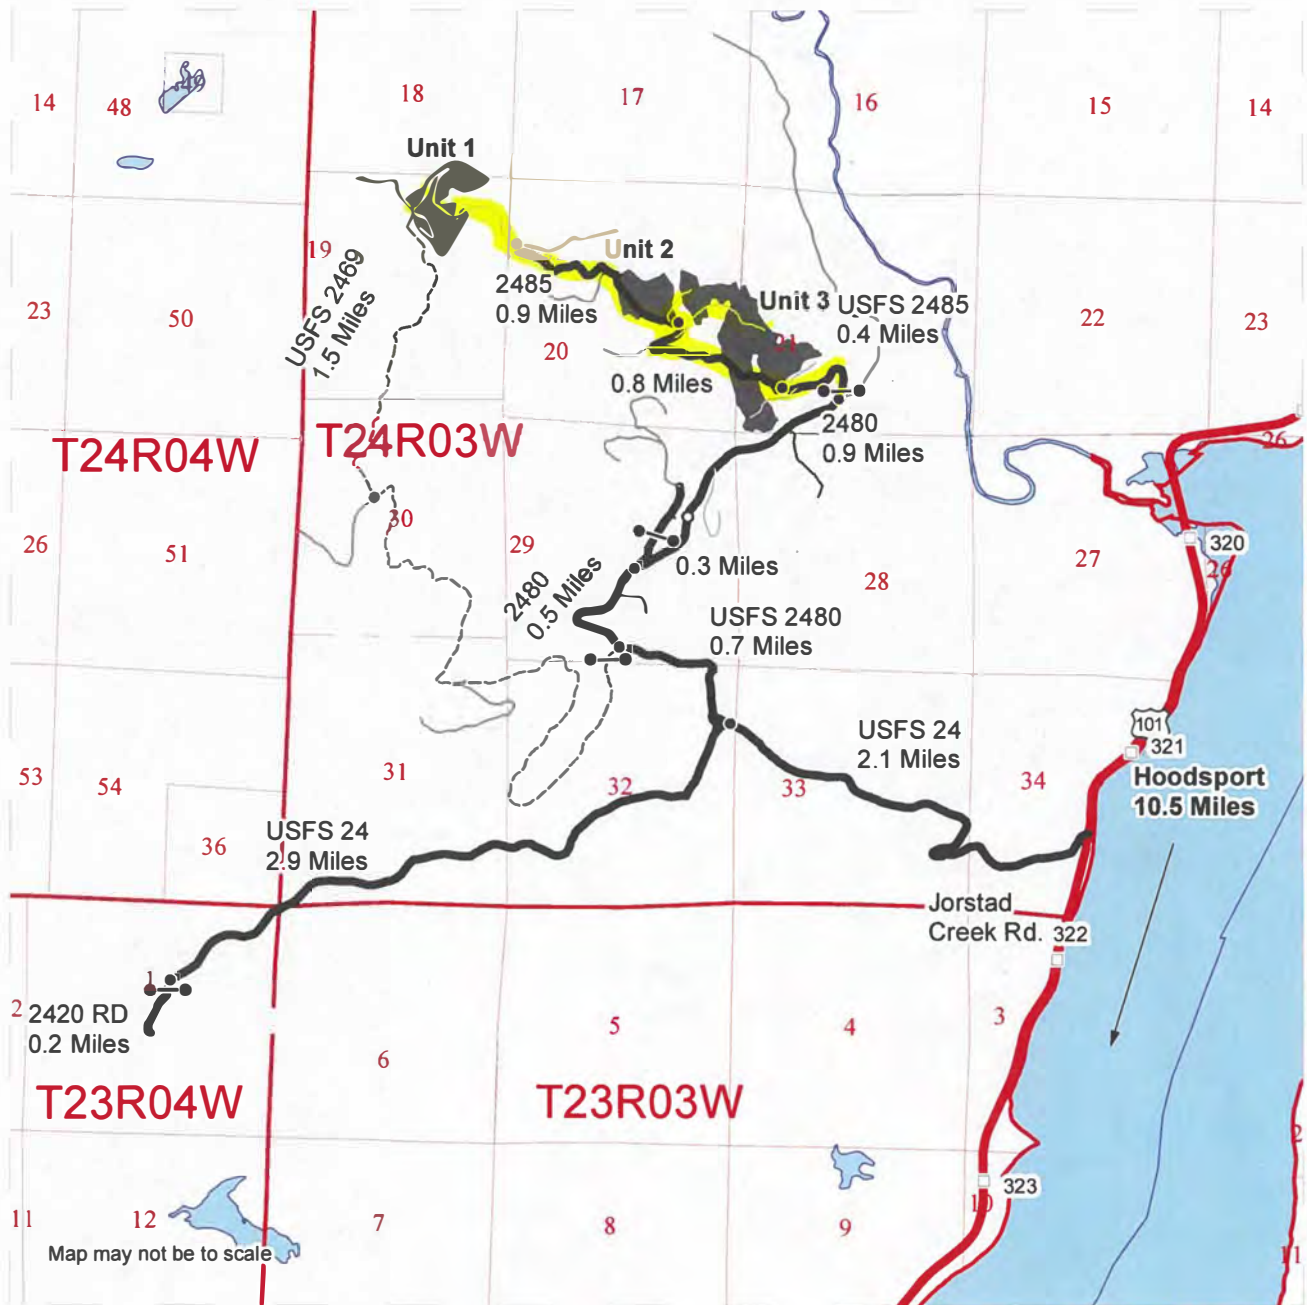 14
48
49
18
17
16
15
14
Unit 1
19
Unit 2
23
50
USFS 2469
1.5 Miles
2485
0.9 Miles
Unit 3
USFS 2485
0.4 Miles
22
23
20
21
0.8 Miles
2480
0.9 Miles
T24R04W
T24R03W
26
26
51
30
29
28
27
320
26
0.3 Miles
2480
0.5 Miles
USFS 2480
0.7 Miles
101
321
USFS 24
2.1 Miles
Hoodsport
10.5 Miles
53
54
31
32
33
34
36
USFS 24
2.9 Miles
Jorstad
Creek Rd.
322
1
2
2420 RD
0.2 Miles
6
5
4
3
T23R04W
T23R03W
2
323
10
11
12
7
8
9
11
Map may not be to scale